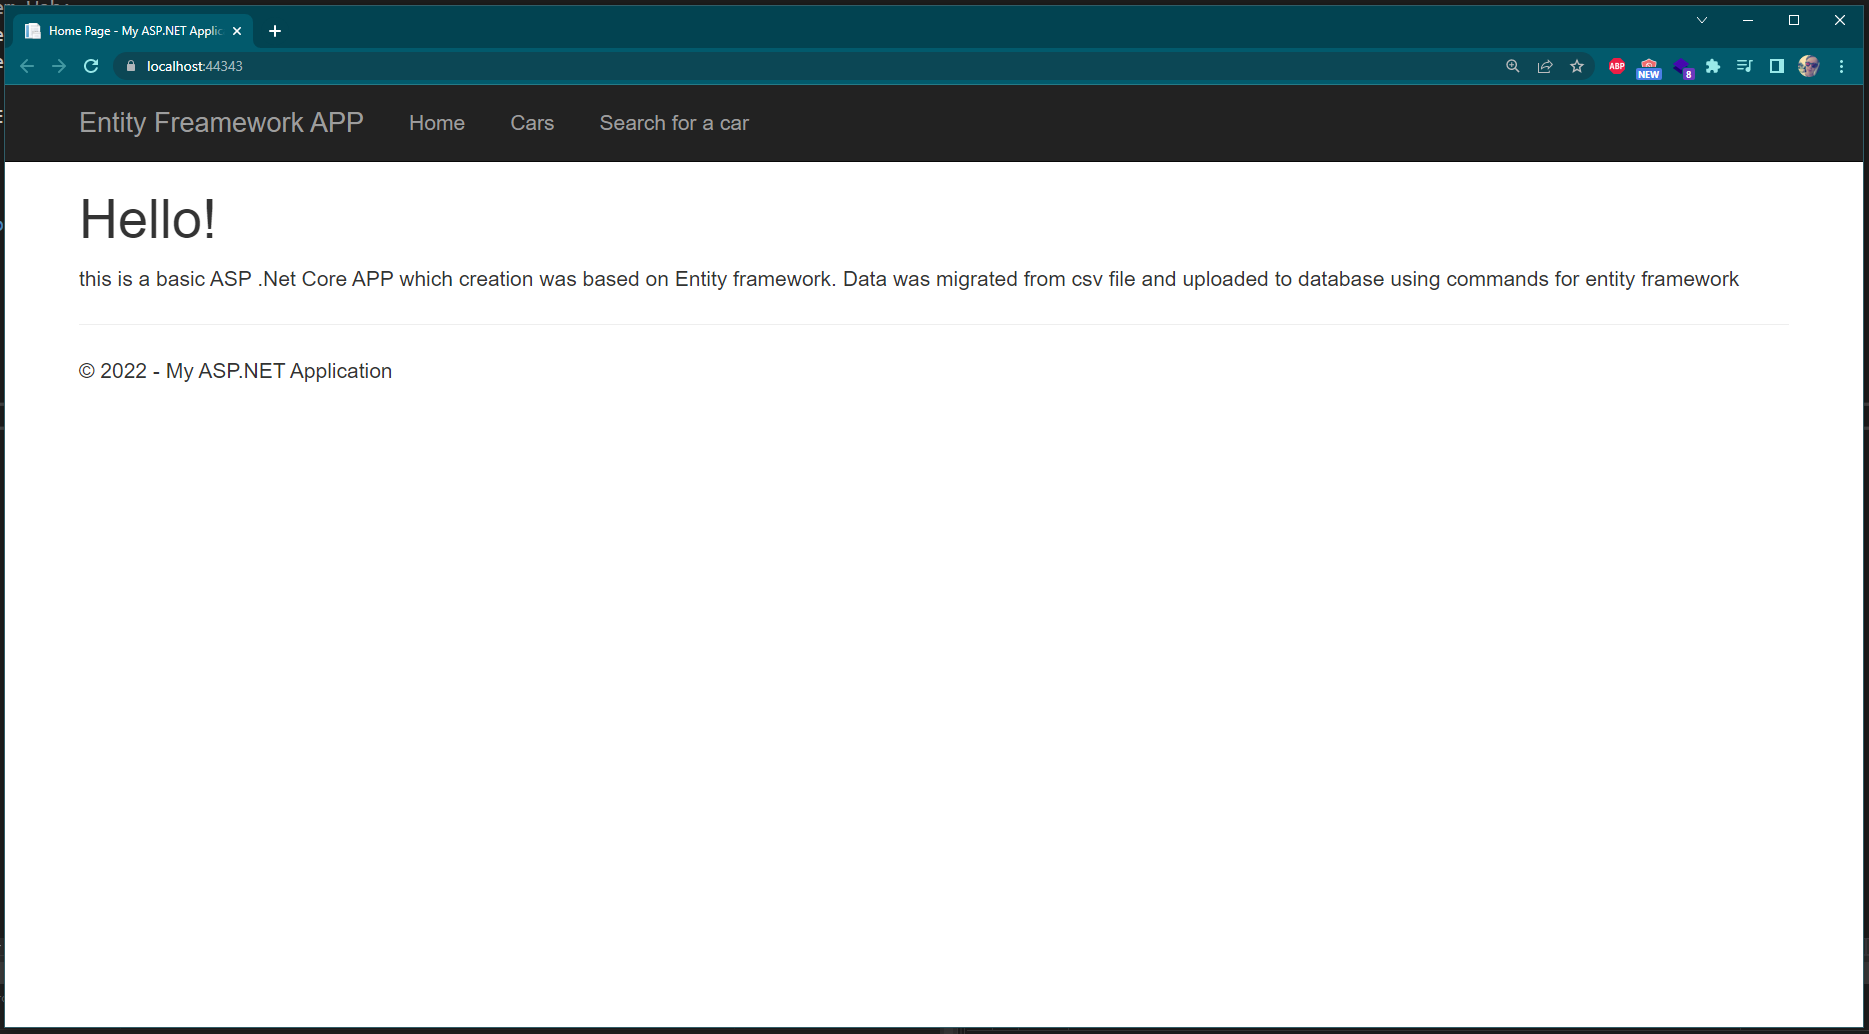 Home Page - My ASP.NET Applic
localhost:44343
ABP
NEW
8
Entity Freamework APP Home Cars Search for a car
Hello!
this is a basic ASP .Net Core APP which creation was based on Entity framework. Data was migrated from csv file and uploaded to database using commands for entity framework
© 2022 - My ASP.NET Application